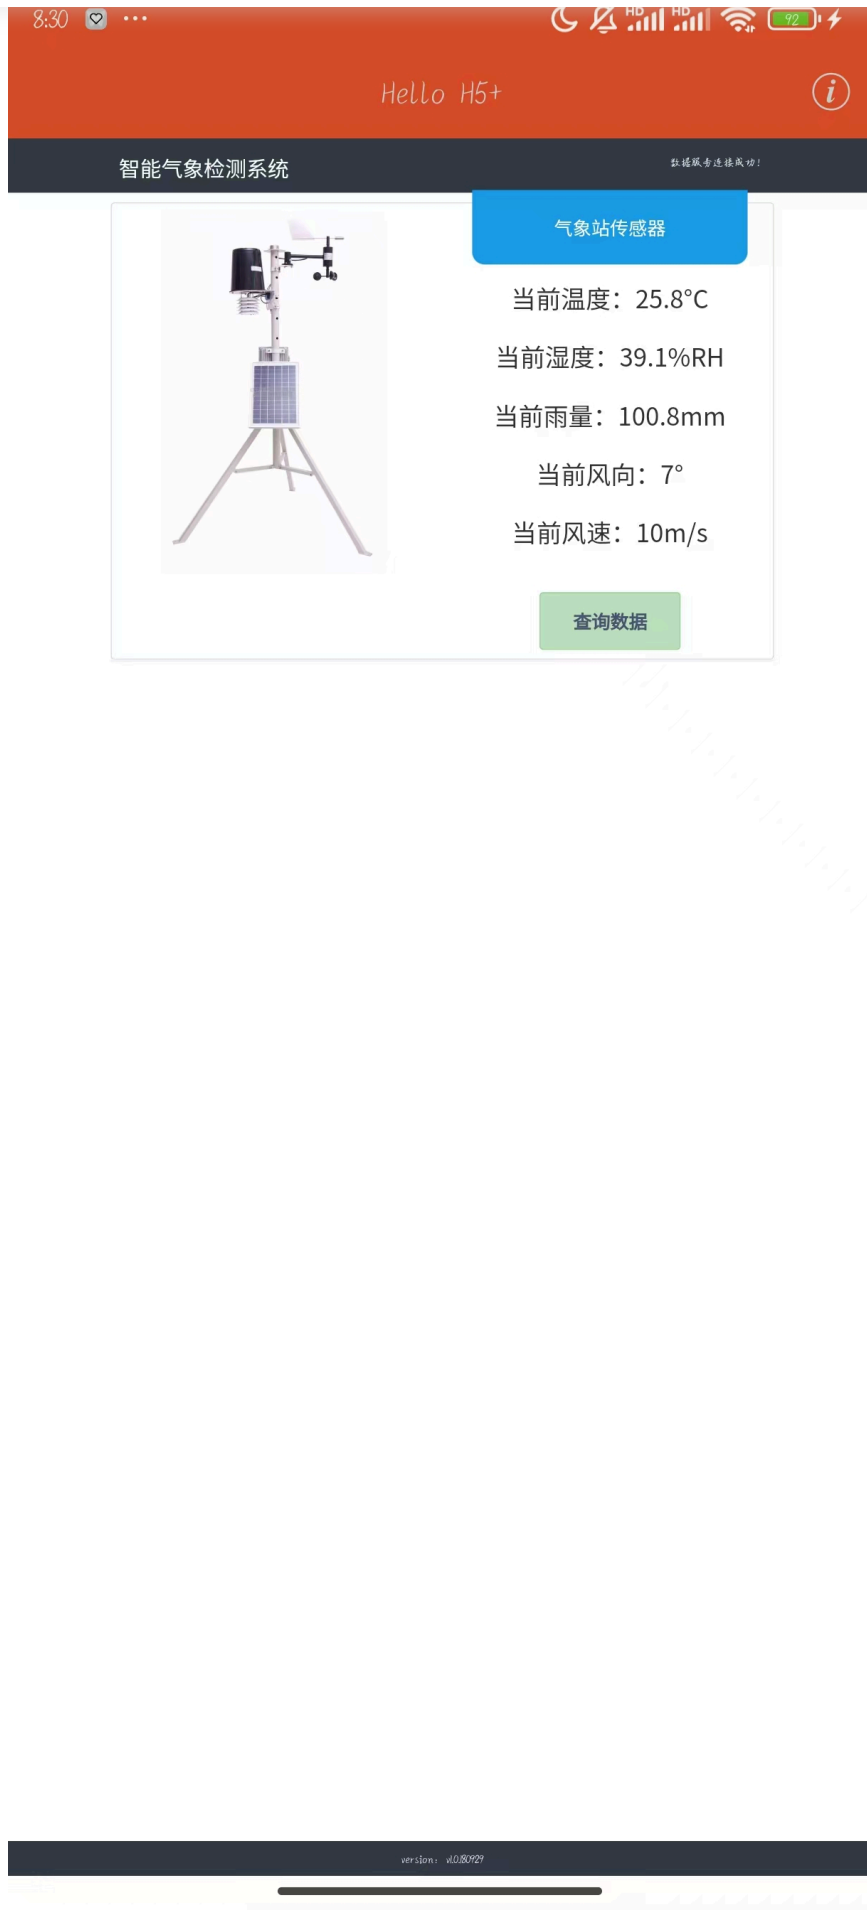 8:30
HD HD 92
Hello H5+
智能气象检测系统
数据服务连接成功!
气象站传感器
当前温度：25.8℃
当前湿度：39.1%RH
当前雨量：100.8mm
当前风向：7°
当前风速：10m/s
查询数据
version： v1.0.180929